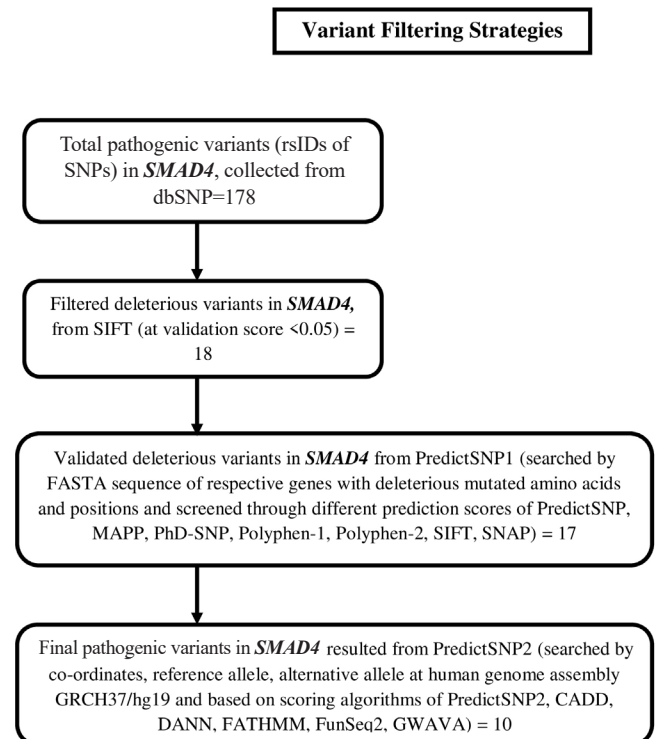 Variant Filtering Strategies
Total pathogenic variants (rsIDs of
SNPs) in SMAD4, collected from
dbSNP=178
Filtered deleterious variants in SMAD4,
from SIFT (at validation score <0.05) =
18
Validated deleterious variants in SMAD4 from PredictSNP1 (searched by
FASTA sequence of respective genes with deleterious mutated amino acids
and positions and screened through different prediction scores of PredictSNP,
MAPP, PhD-SNP, Polyphen-1, Polyphen-2, SIFT, SNAP) = 17
Final pathogenic variants in SMAD4 resulted from PredictSNP2 (searched by
co-ordinates, reference allele, alternative allele at human genome assembly
GRCH37/hg19 and based on scoring algorithms of PredictSNP2, CADD,
DANN, FATHMM, FunSeq2, GWAVA) = 10